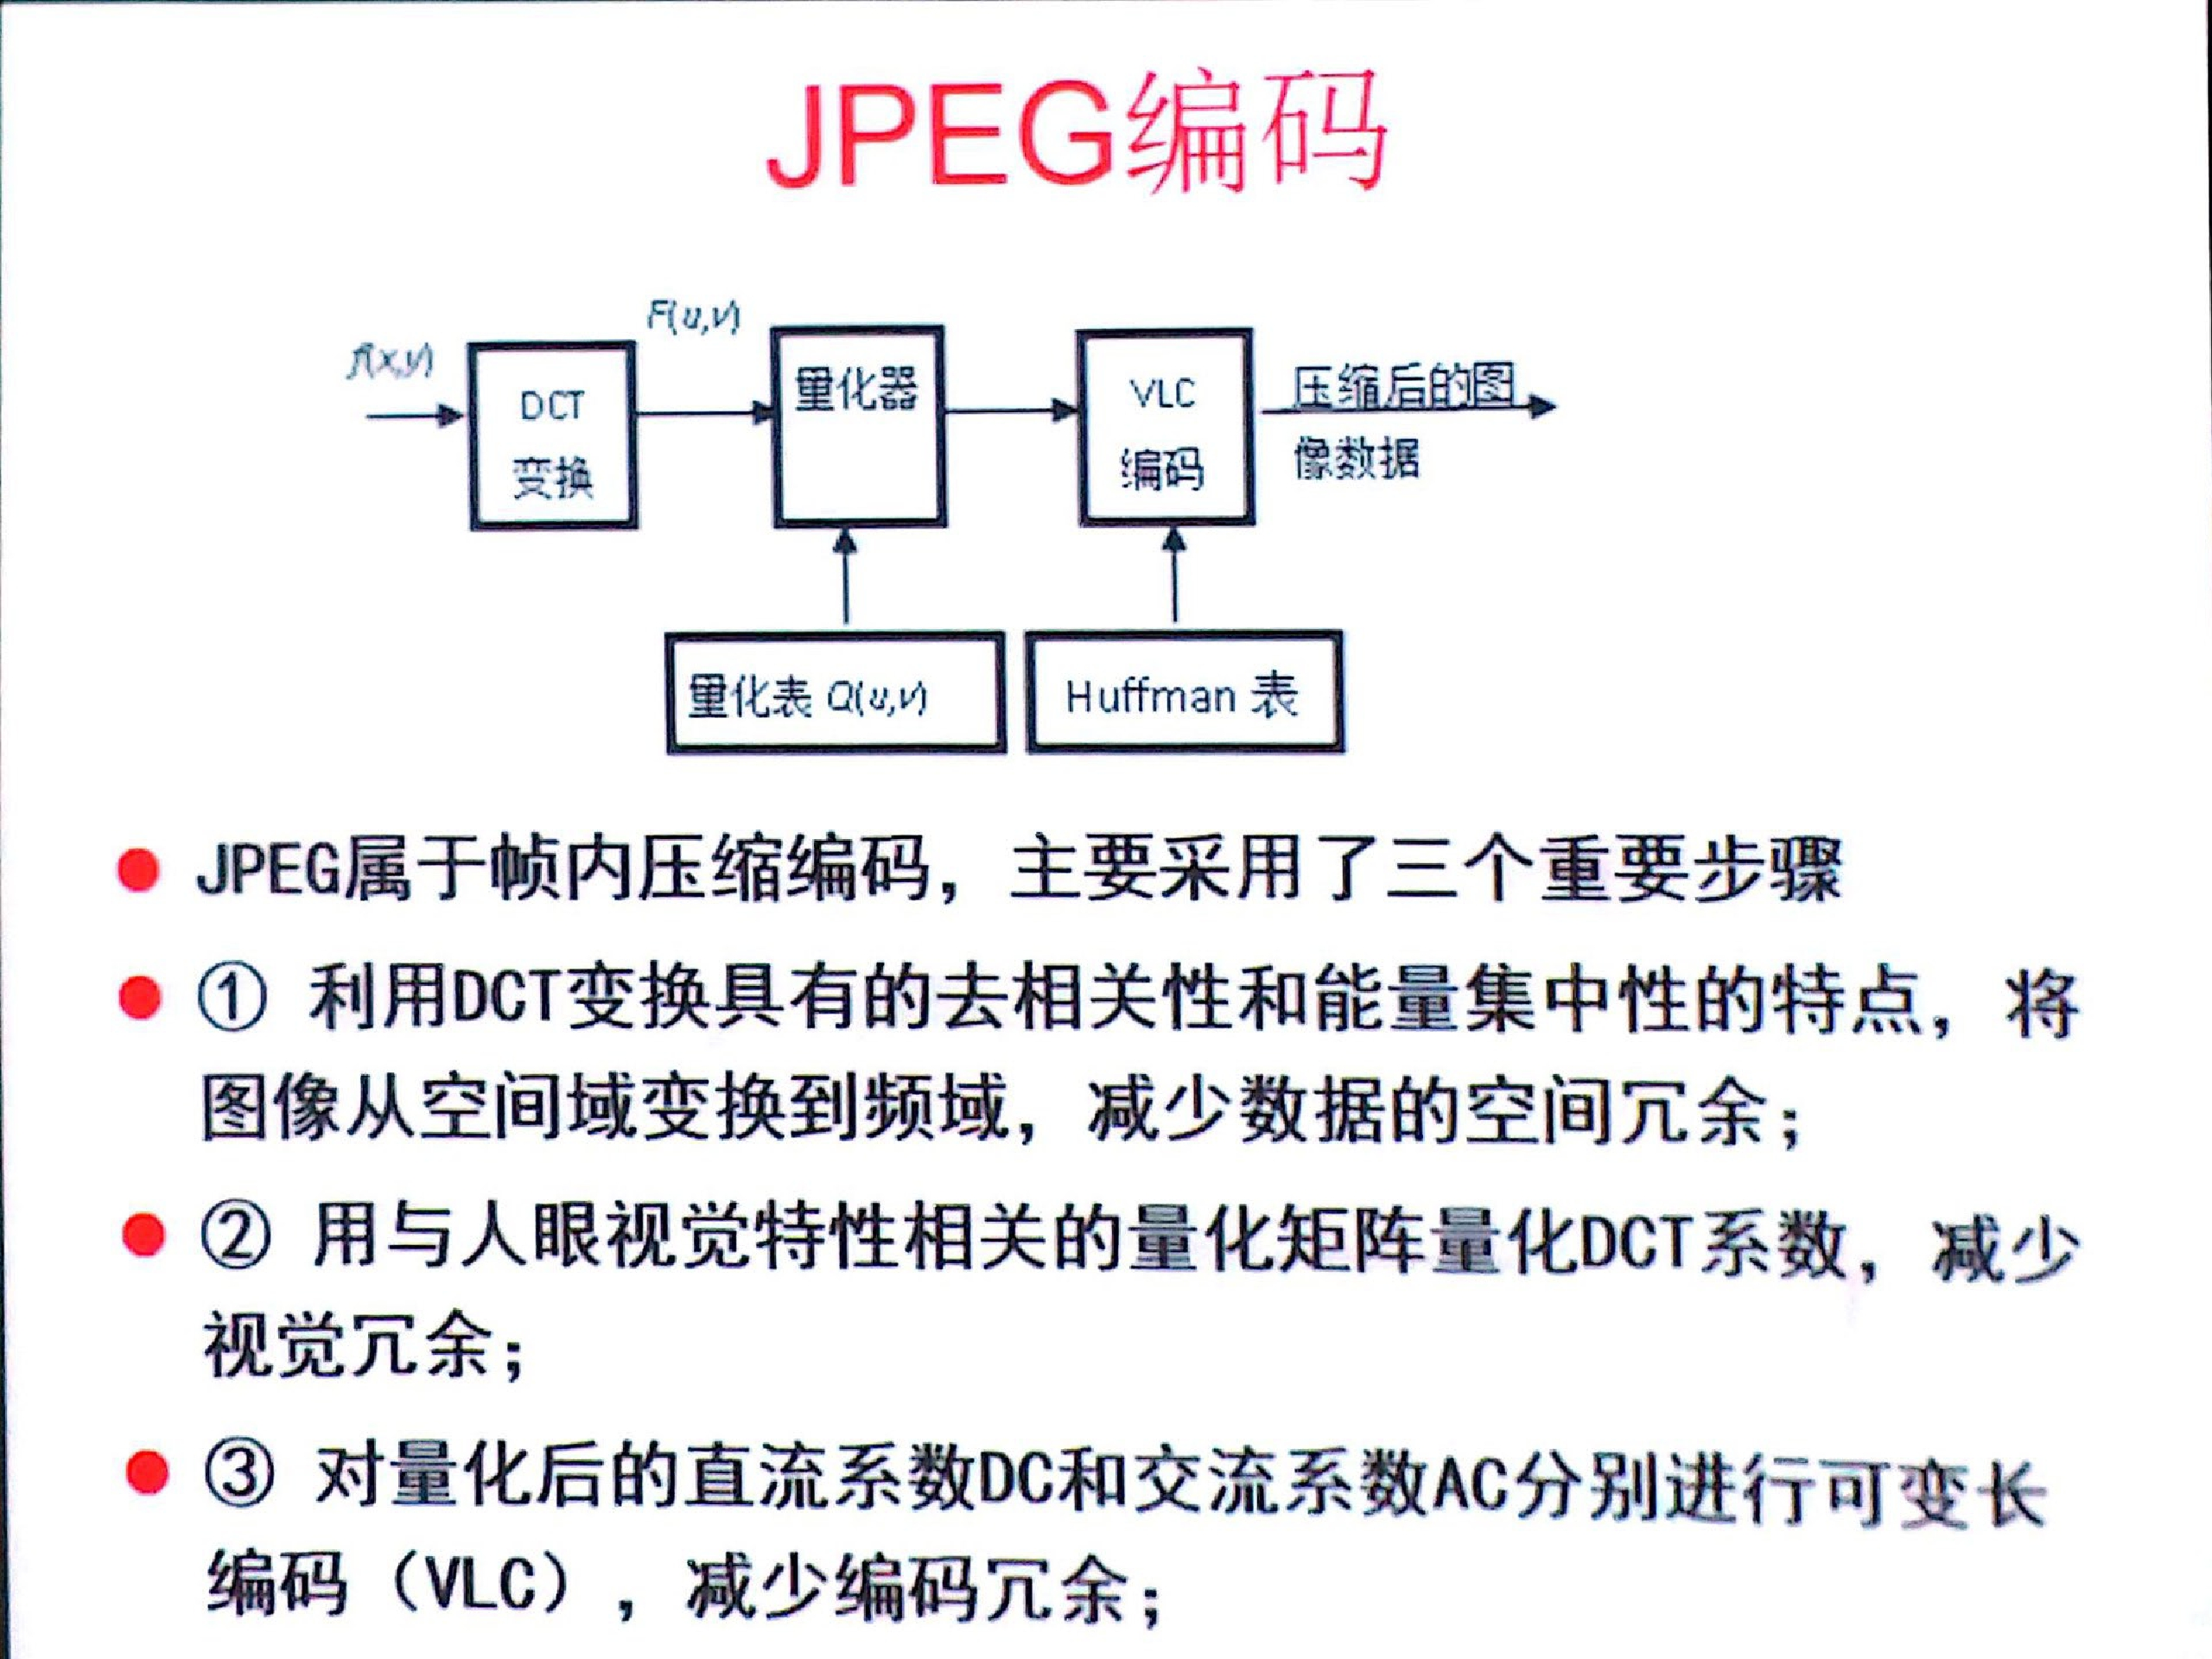 JPEG编码
F(u,v)
f(x,y)
DCT
变换
量化器
VLC
编码
压缩后的图
像数据
量化表 Q(u,v)
Huffman 表
JPEG属于帧内压缩编码，主要采用了三个重要步骤
① 利用DCT变换具有的去相关性和能量集中性的特点，将
图像从空间域变换到频域，减少数据的空间冗余；
② 用与人眼视觉特性相关的量化矩阵量化DCT系数，减少
视觉冗余；
③ 对量化后的直流系数DC和交流系数AC分别进行可变长
编码（VLC），减少编码冗余；